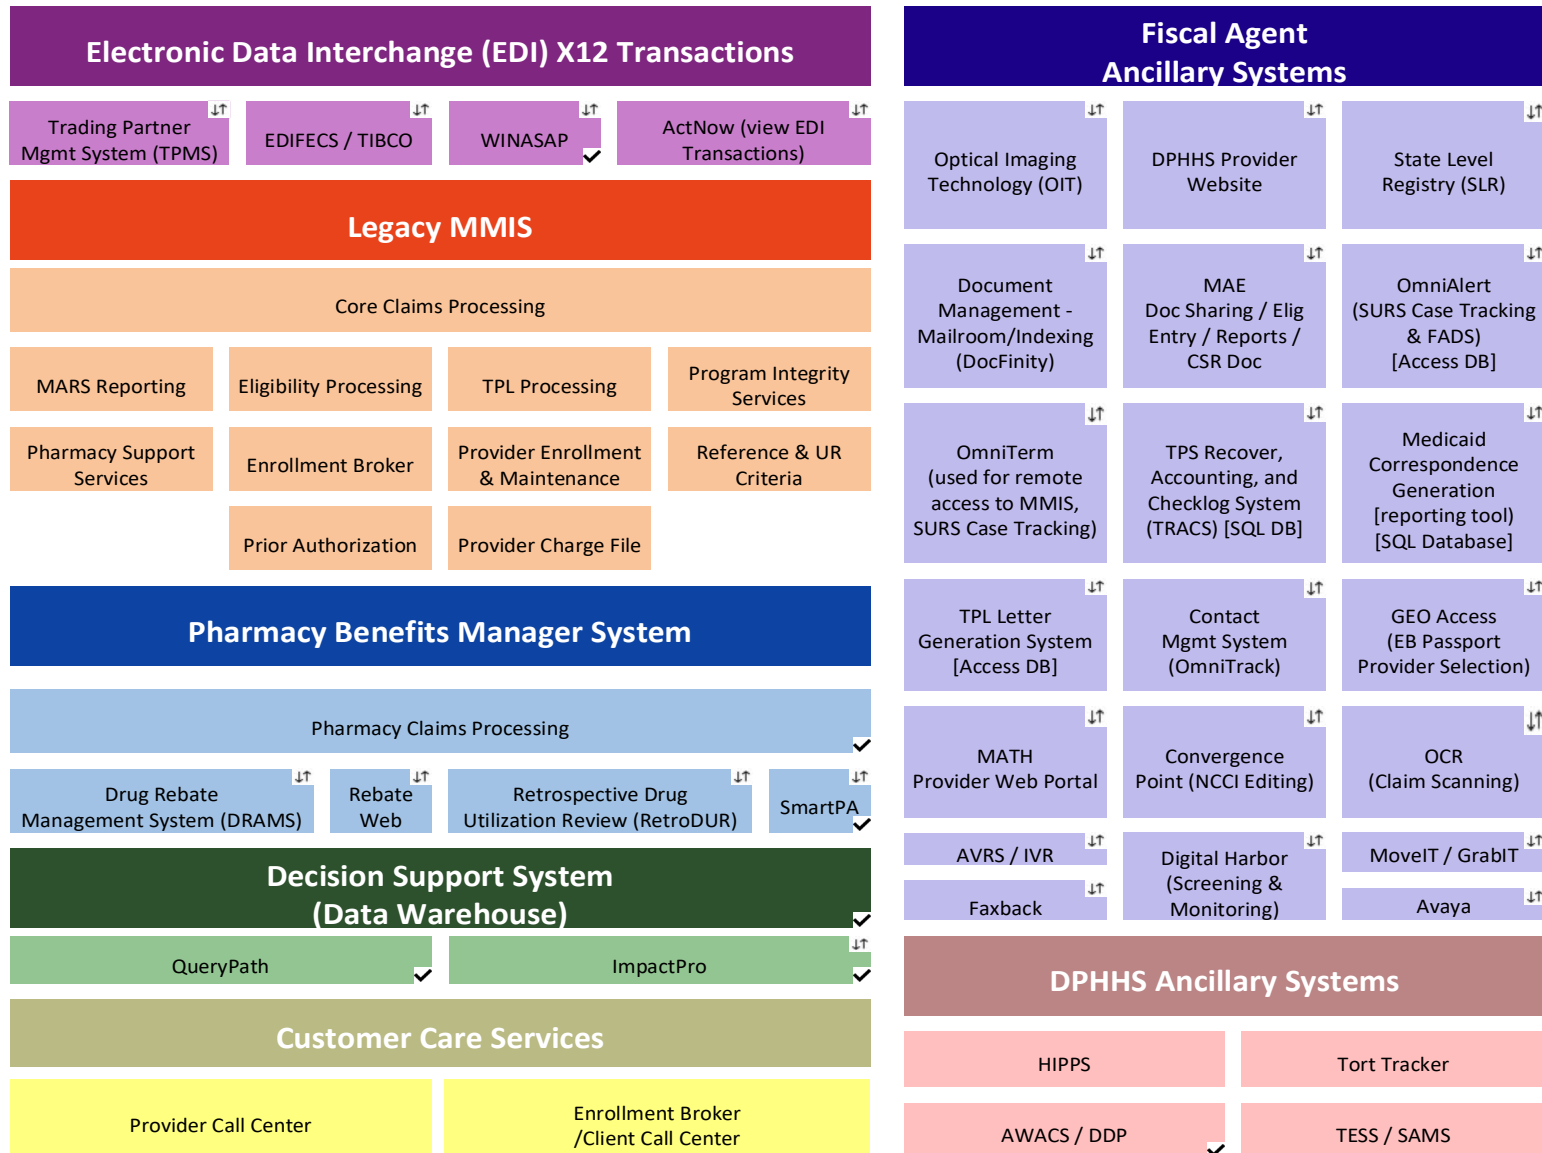 Electronic Data Interchange (EDI) X12 Transactions
Trading Partner
Mgmt System (TPMS)
EDIFECS / TIBCO
WINASAP
ActNow (view EDI
Transactions)
Legacy MMIS
Core Claims Processing
MARS Reporting
Eligibility Processing
TPL Processing
Program Integrity
Services
Pharmacy Support
Services
Enrollment Broker
Provider Enrollment
& Maintenance
Reference & UR
Criteria
Prior Authorization
Provider Charge File
Pharmacy Benefits Manager System
Pharmacy Claims Processing
Drug Rebate
Management System (DRAMS)
Rebate
Web
Retrospective Drug
Utilization Review (RetroDUR)
SmartPA
Decision Support System
(Data Warehouse)
QueryPath
ImpactPro
Customer Care Services
Provider Call Center
Enrollment Broker
/Client Call Center
Fiscal Agent
Ancillary Systems
Optical Imaging
Technology (OIT)
DPHHS Provider
Website
State Level
Registry (SLR)
Document
Management -
Mailroom/Indexing
(DocFinity)
MAE
Doc Sharing / Elig
Entry / Reports /
CSR Doc
OmniAlert
(SURS Case Tracking
& FADS)
[Access DB]
OmniTerm
(used for remote
access to MMIS,
SURS Case Tracking)
TPS Recover,
Accounting, and
Checklog System
(TRACS) [SQL DB]
Medicaid
Correspondence
Generation
[reporting tool)
[SQL Database]
TPL Letter
Generation System
[Access DB]
Contact
Mgmt System
(OmniTrack)
GEO Access
(EB Passport
Provider Selection)
MATH
Provider Web Portal
Convergence
Point (NCCI Editing)
OCR
(Claim Scanning)
AVRS / IVR
Faxback
Digital Harbor
(Screening &
Monitoring)
MoveIT / GrabIT
Avaya
DPHHS Ancillary Systems
HIPPS
Tort Tracker
AWACS / DDP
TESS / SAMS